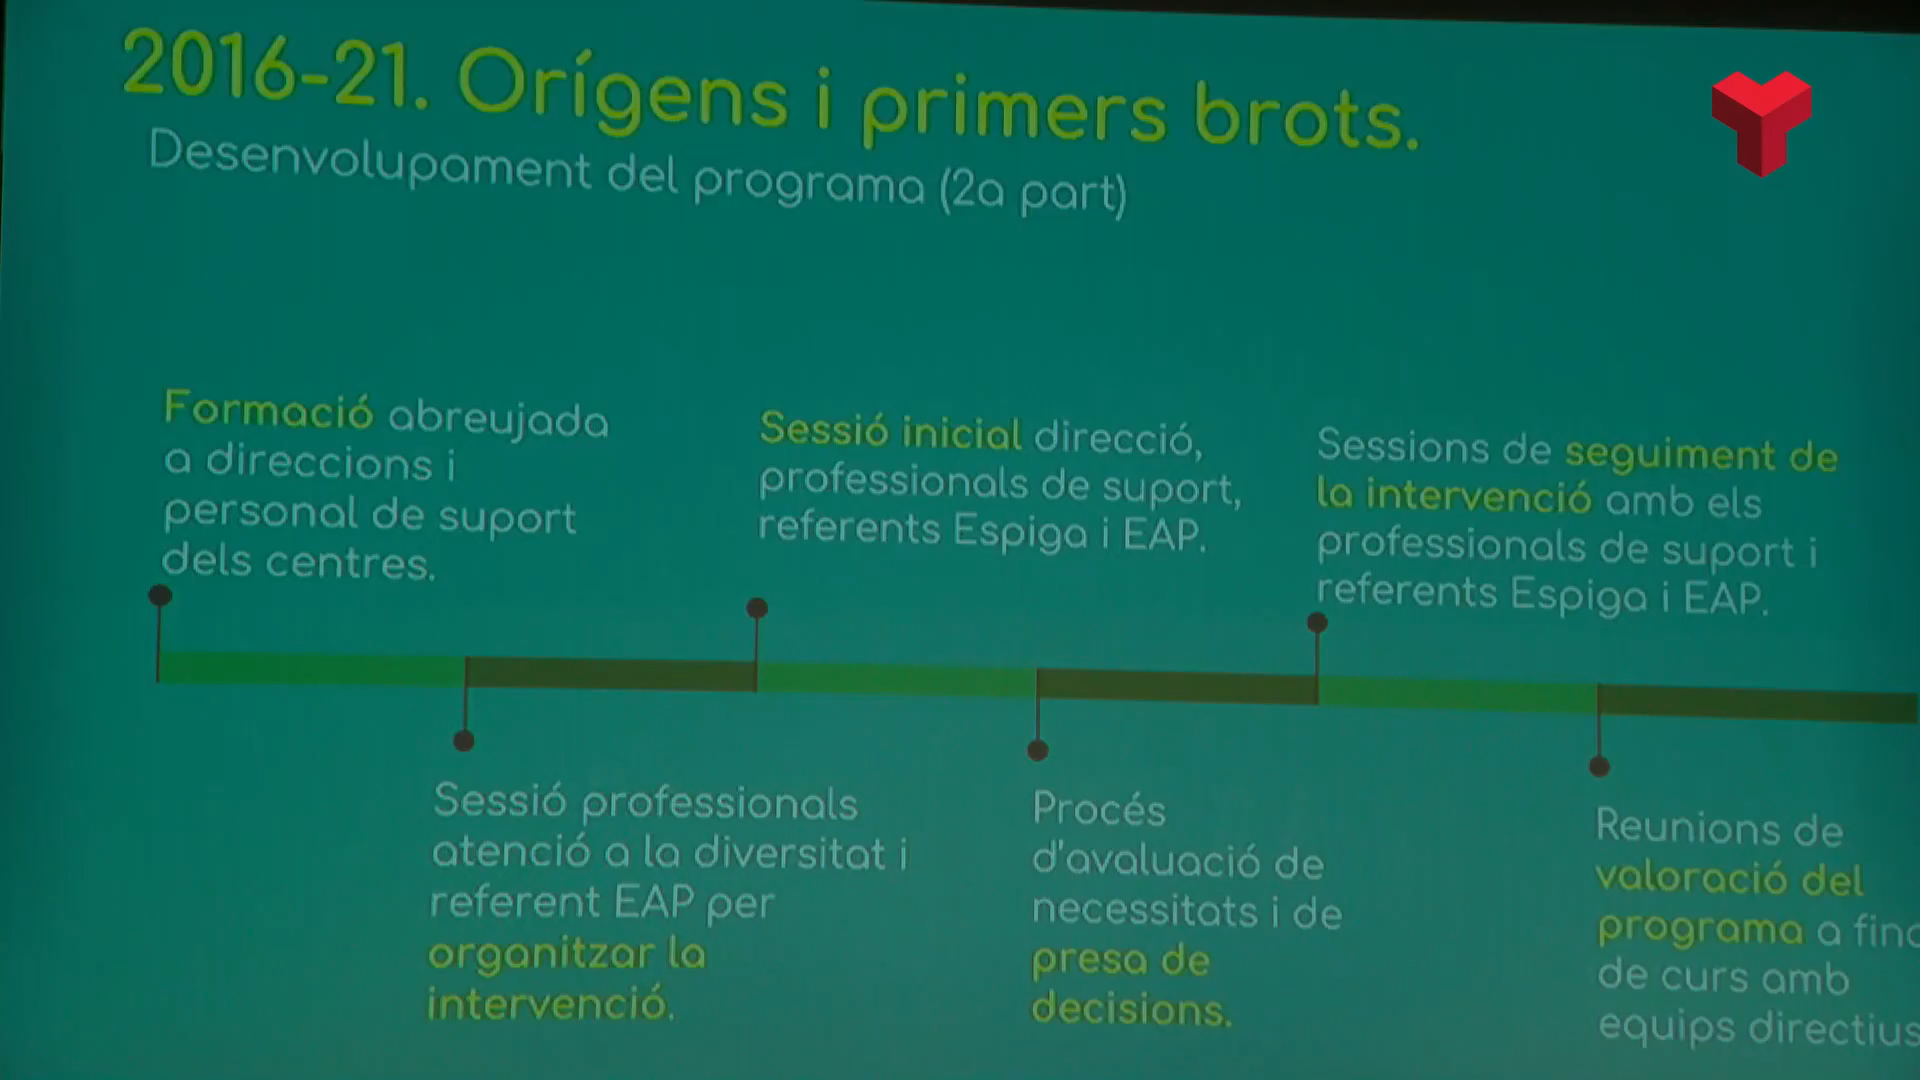 2016-21. Orígens i primers brots.
Desenvolupament del programa (2a part)
Formació abreujada
a direccions i
personal de suport
dels centres.
Sessió inicial direcció,
professionals de suport,
referents Espiga i EAP.
Sessions de seguiment de
la intervenció amb els
professionals de suport i
referents Espiga i EAP.
Sessió professionals
atenció a la diversitat i
referent EAP per
organitzar la
intervenció.
Procés
d'avaluació de
necessitats i de
presa de
decisions.
Reunions de
valoració del
programa a
de curs amb
equips directius